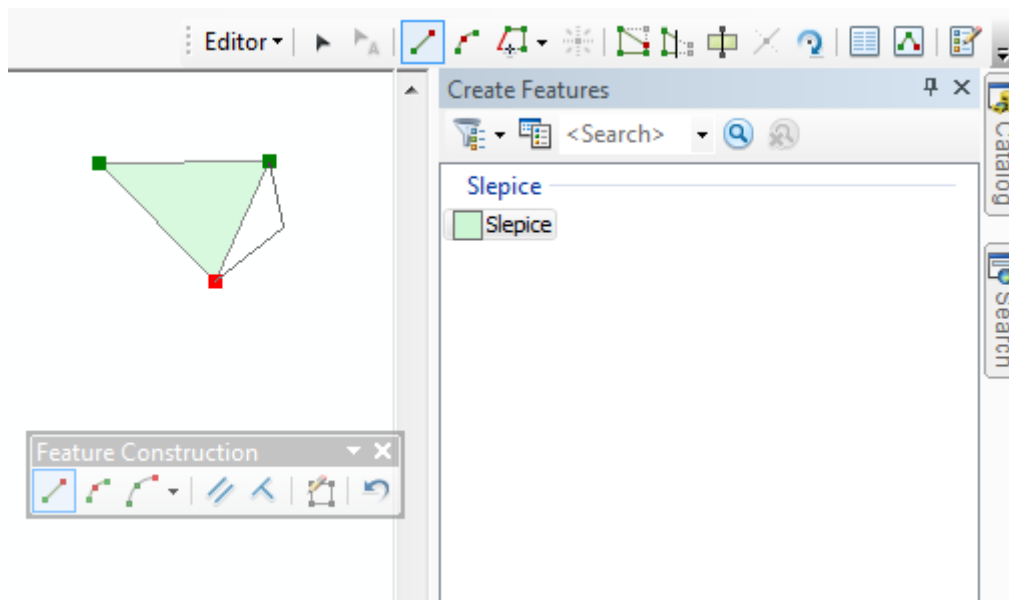 Editor
Create Features
<Search>
Slepice
Slepice
Catalog
Search
Feature Construction